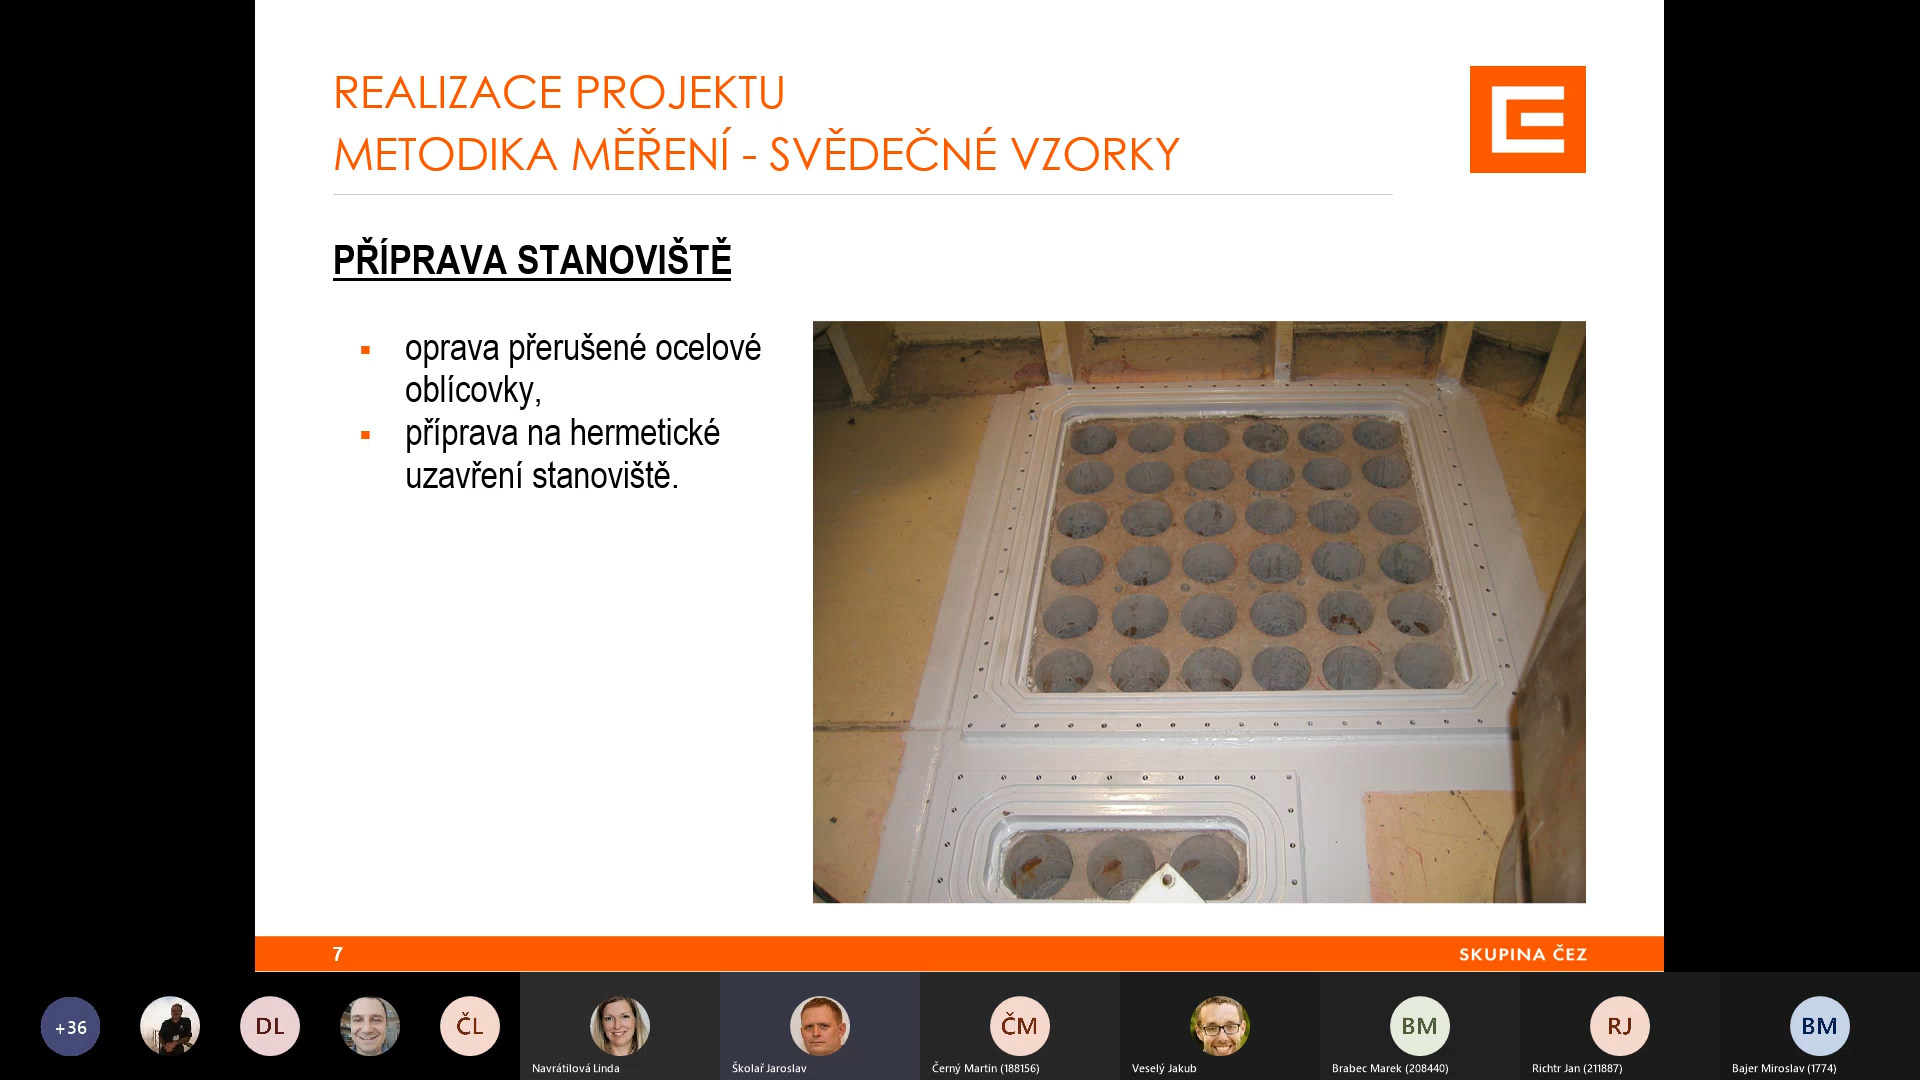 REALIZACE PROJEKTU
METODIKA MĚŘENÍ - SVĚDEČNÉ VZORKY
PŘÍPRAVA STANOVIŠTĚ
▪ oprava přerušené ocelové
oblícovky,
▪ příprava na hermetické
uzavření stanoviště.
7
SKUPINA ČEZ
+36
DL
ČL
ČM
BM
RJ
BM
Navrátilová Linda
Školař Jaroslav
Černý Martin (188156)
Veselý Jakub
Brabec Marek (208440)
Richtr Jan (211887)
Bajer Miroslav (1774)